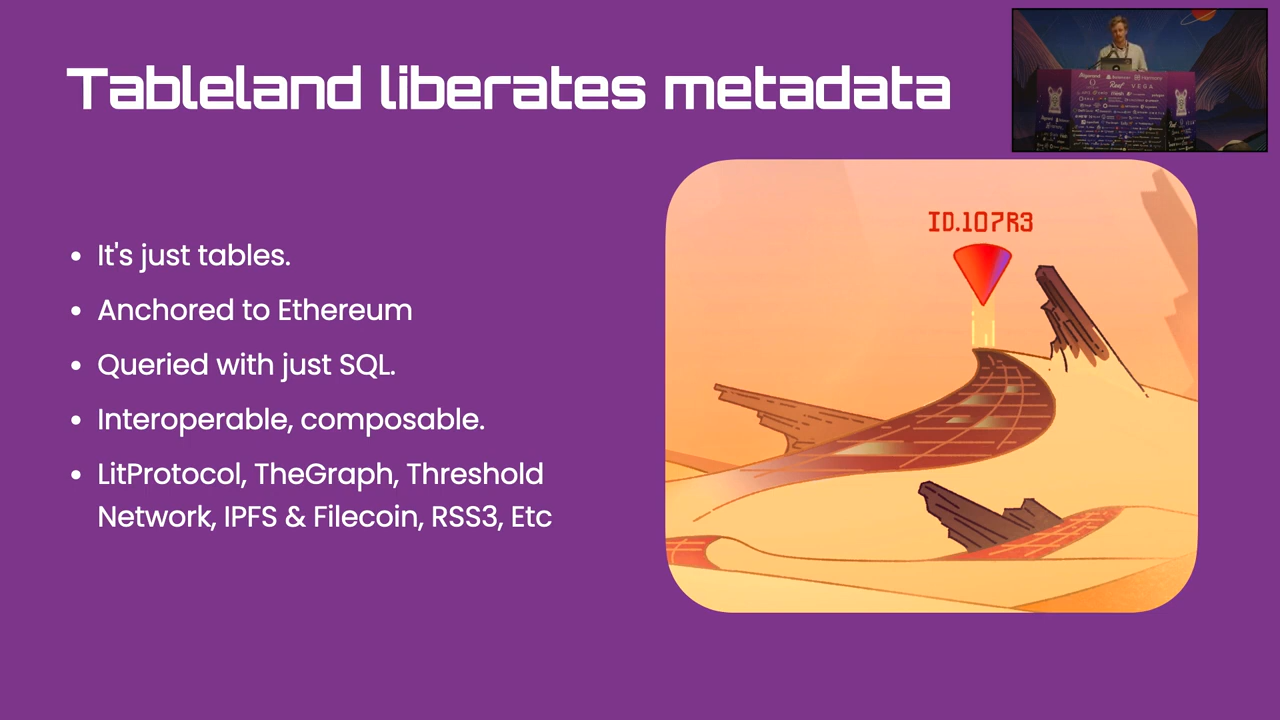 Tableland liberates metadata
ID.107R3
• It's just tables.
• Anchored to Ethereum
• Queried with just SQL.
• Interoperable, composable.
• LitProtocol, TheGraph, Threshold
Network, IPFS & Filecoin, RSS3, Etc
Harmony
VEGA